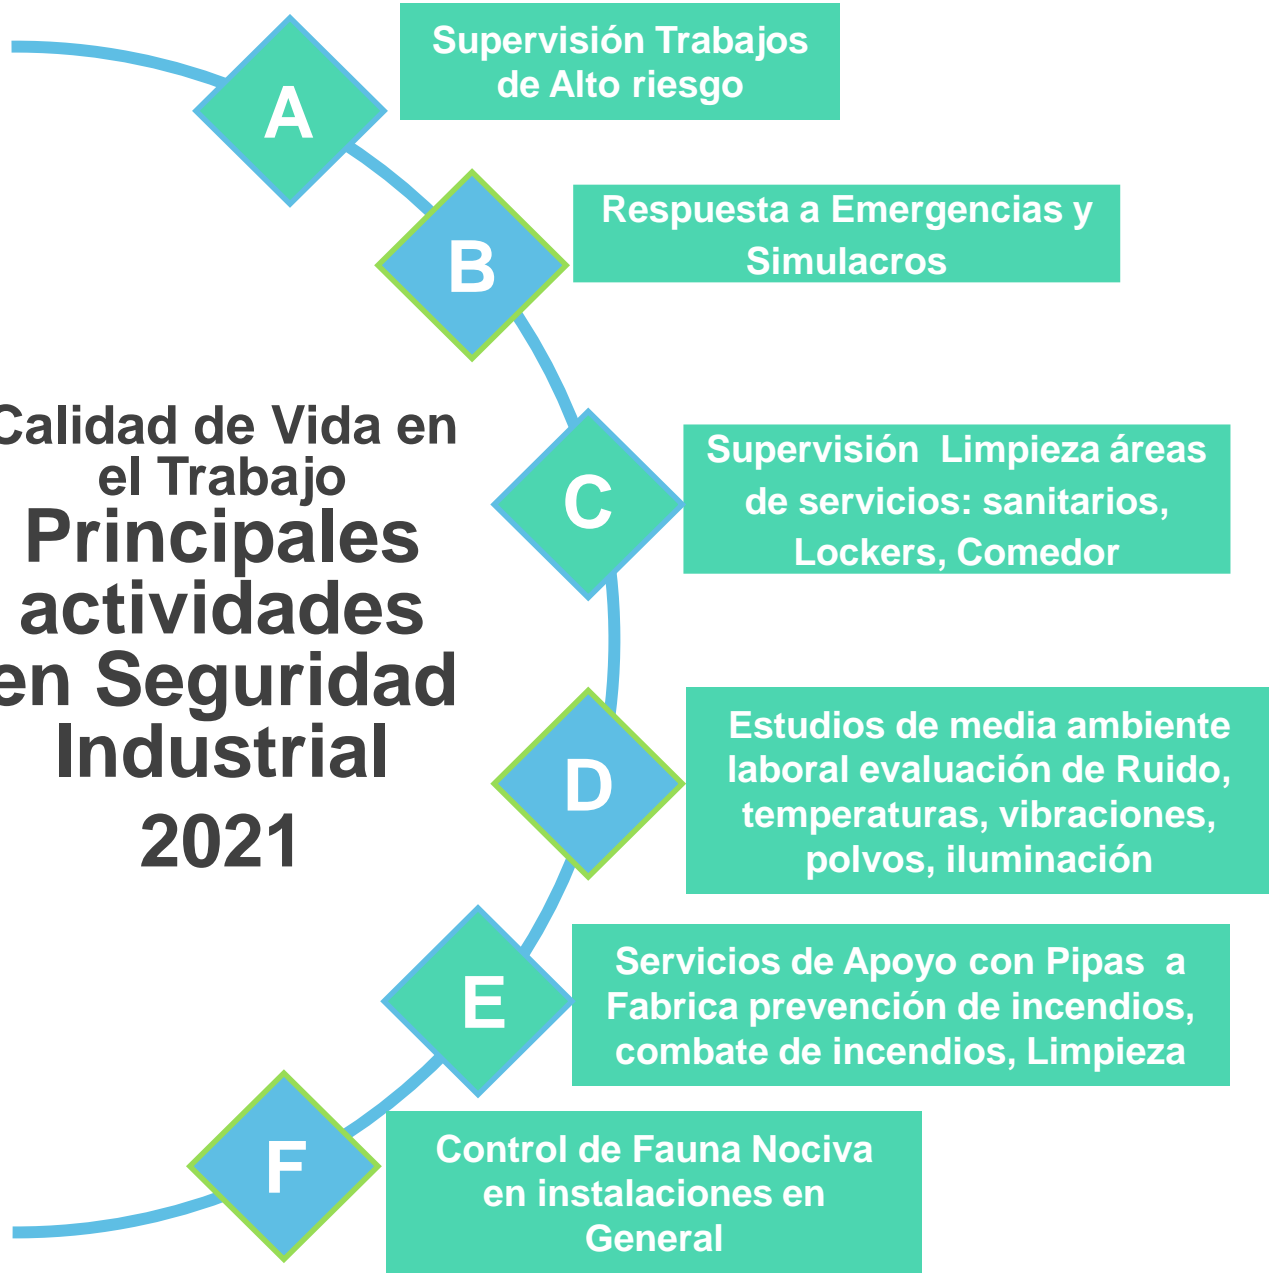 A
Supervisión Trabajos
de Alto riesgo
B
Respuesta a Emergencias y
Simulacros
Calidad de Vida en
el Trabajo
Principales
actividades
en Seguridad
Industrial
2021
C
Supervisión Limpieza áreas
de servicios: sanitarios,
Lockers, Comedor
D
Estudios de media ambiente
laboral evaluación de Ruido,
temperaturas, vibraciones,
polvos, iluminación
E
Servicios de Apoyo con Pipas a
Fabrica prevención de incendios,
combate de incendios, Limpieza
F
Control de Fauna Nociva
en instalaciones en
General